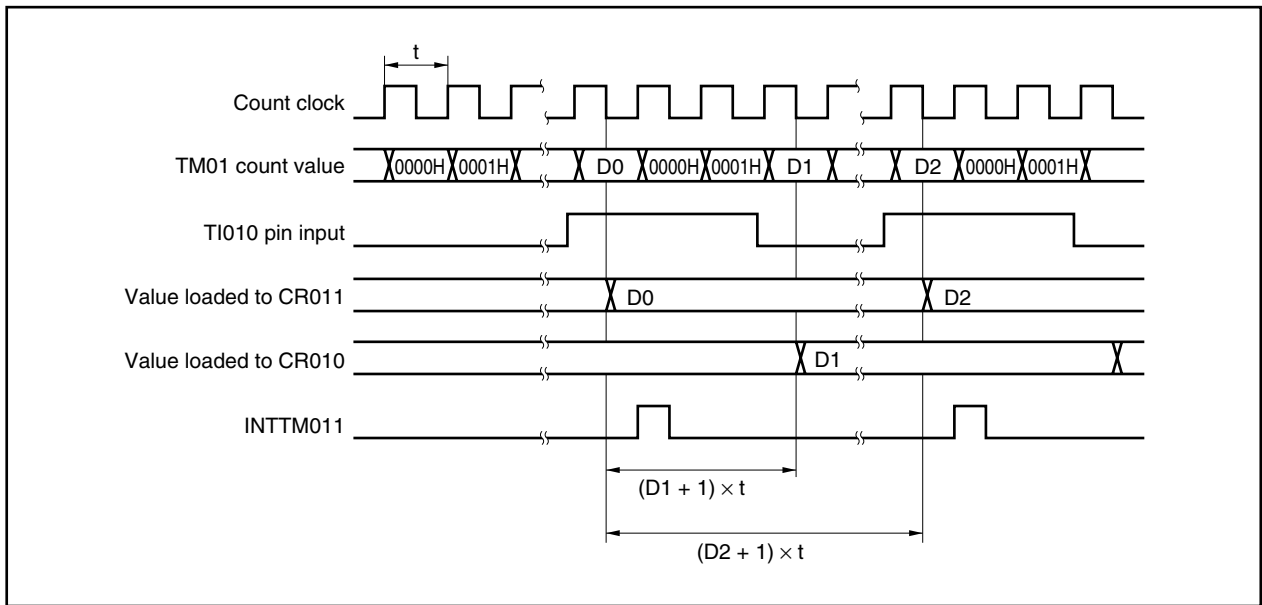 t
Count clock
TM01 count value 0000H 0001H D0 0000H 0001H D1 D2 0000H 0001H
TI010 pin input
Value loaded to CR011 D0 D2
Value loaded to CR010 D1
INTTM011
(D1 + 1) × t
(D2 + 1) × t